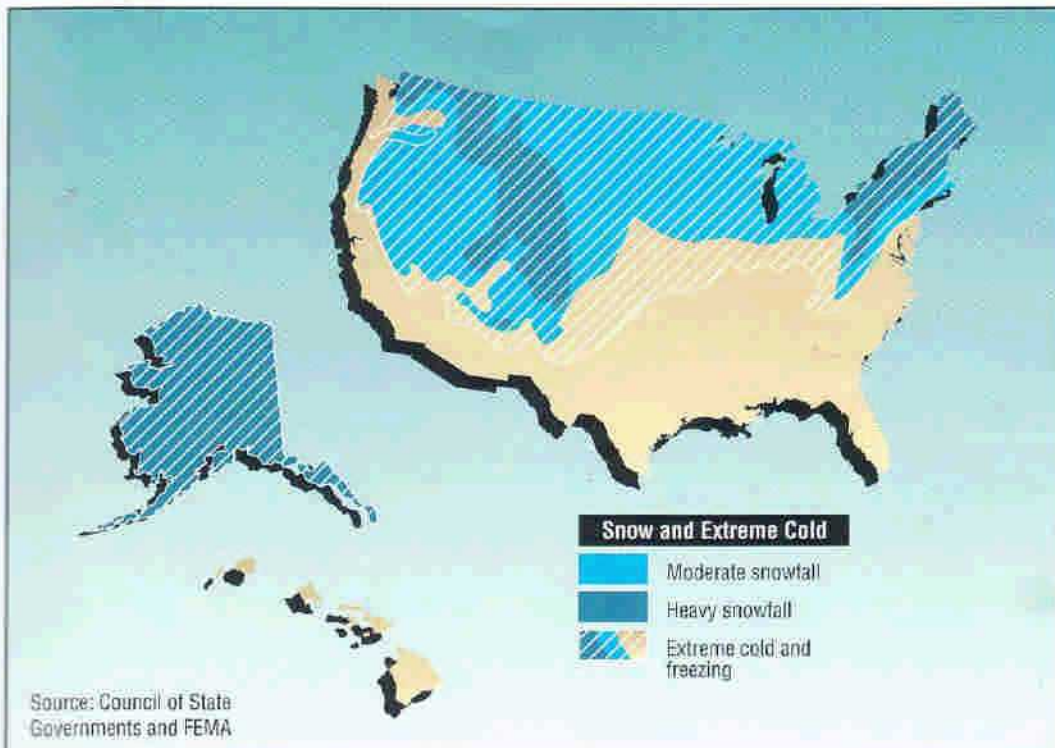 Snow and Extreme Cold
Moderate snowfall
Heavy snowfall
Extreme cold and
freezing
Source: Council of State
Governments and FEMA